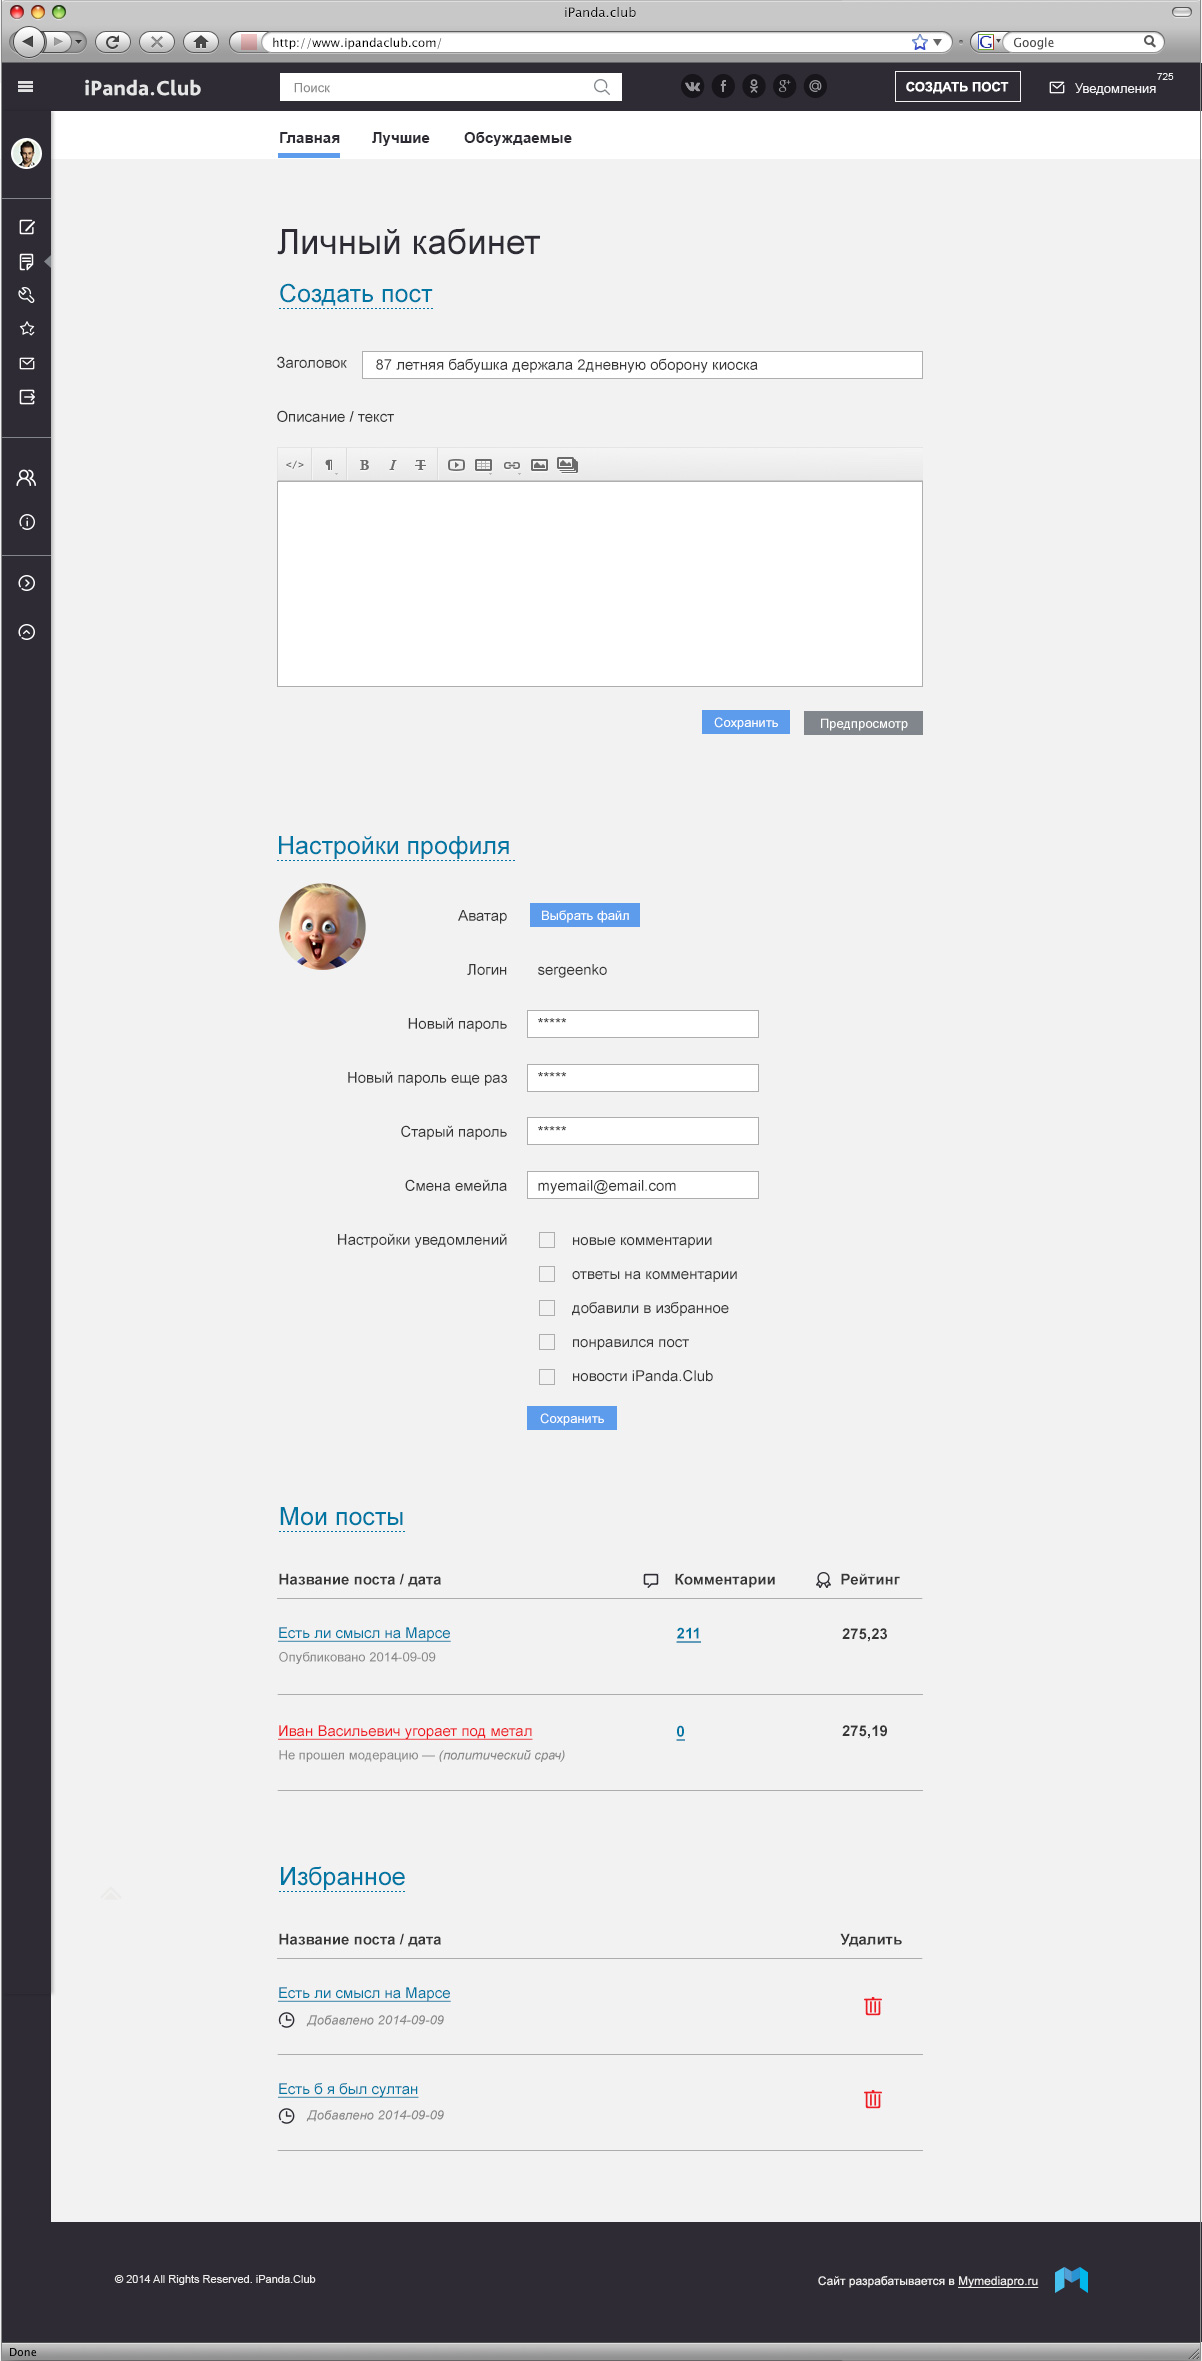 iPanda.club
http://www.ipandaclub.com/
Google
iPanda.Club
Поиск
СОЗДАТЬ ПОСТ
Уведомления 725
Главная Лучшие Обсуждаемые
Личный кабинет
Создать пост
Заголовок 87 летняя бабушка держала 2дневную оборону киоска
Описание / текст
</> ¶ B I T
Сохранить Предпросмотр
Настройки профиля
Аватар Выбрать файл
Логин sergeenko
Новый пароль *****
Новый пароль еще раз *****
Старый пароль *****
Смена емейла myemail@email.com
Настройки уведомлений новые комментарии
ответы на комментарии
добавили в избранное
понравился пост
новости iPanda.Club
Сохранить
Мои посты
Название поста / дата Комментарии Рейтинг
Есть ли смысл на Марсе 211 275,23
Опубликовано 2014-09-09
Иван Васильевич угорает под метал 0 275,19
Не прошел модерацию — (политический срач)
Избранное
Название поста / дата Удалить
Есть ли смысл на Марсе
Добавлено 2014-09-09
Есть б я был султан
Добавлено 2014-09-09
© 2014 All Rights Reserved. iPanda.Club
Сайт разрабатывается в Mymediapro.ru
Done